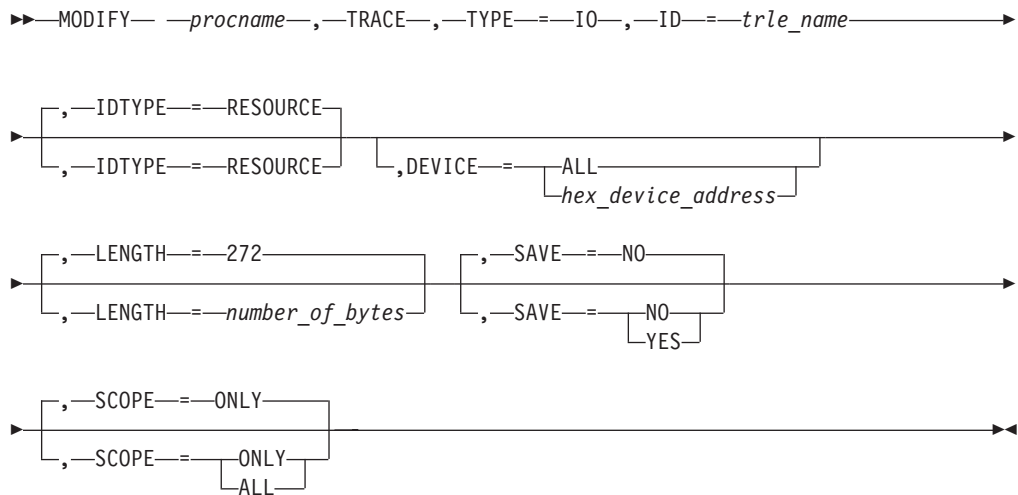 MODIFY procname , TRACE , TYPE = IO , ID = trle_name
, IDTYPE = RESOURCE
, IDTYPE = RESOURCE
,DEVICE = ALL
hex_device_address
, LENGTH = 272
, LENGTH = number_of_bytes
, SAVE = NO
, SAVE = NO
YES
, SCOPE = ONLY
, SCOPE = ONLY
ALL